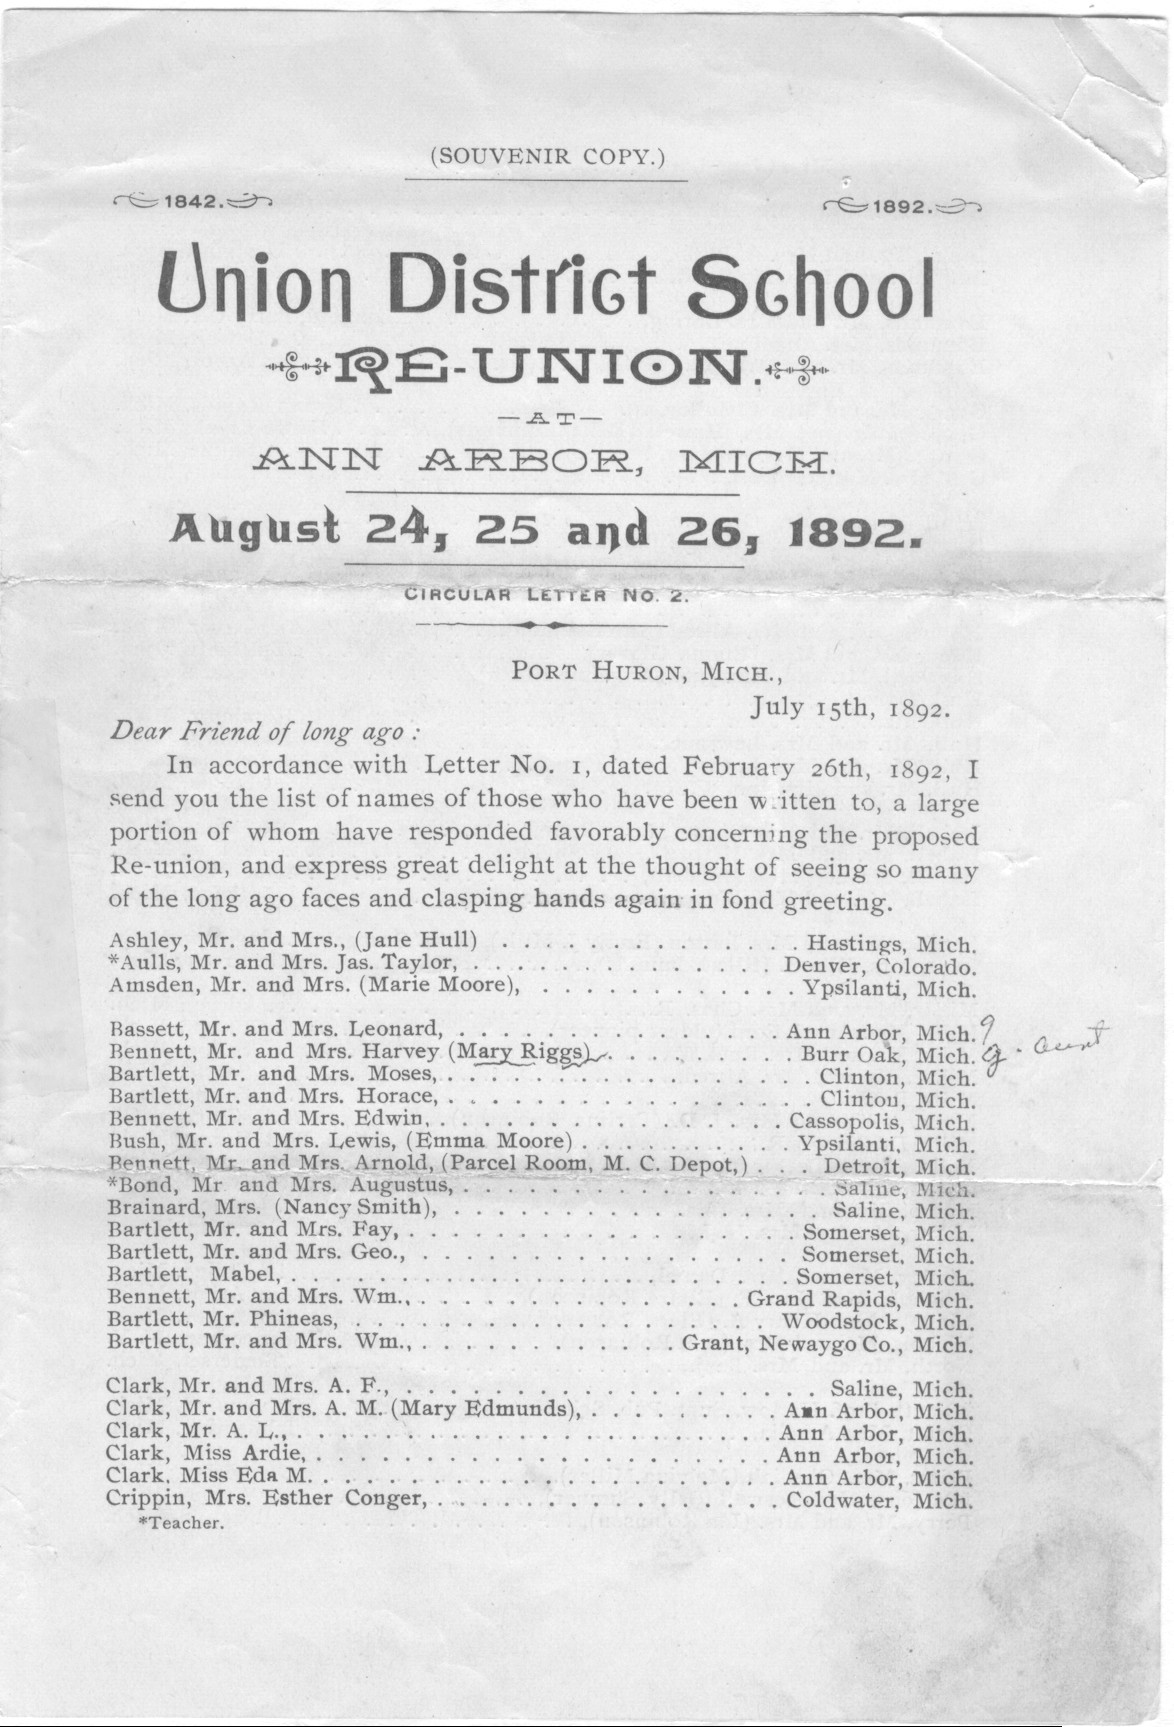 (SOUVENIR COPY.)
1842. 1892.
Union District School
RE-UNION.
—AT—
ANN ARBOR, MICH.
August 24, 25 and 26, 1892.
CIRCULAR LETTER NO. 2.
PORT HURON, MICH.,
July 15th, 1892.
Dear Friend of long ago :
In accordance with Letter No. 1, dated February 26th, 1892, I
send you the list of names of those who have been written to, a large
portion of whom have responded favorably concerning the proposed
Re-union, and express great delight at the thought of seeing so many
of the long ago faces and clasping hands again in fond greeting.
Ashley, Mr. and Mrs., (Jane Hull) . . . . . . . . . . . . . . Hastings, Mich.
*Aulls, Mr. and Mrs. Jas. Taylor, . . . . . . . . . . . . . . Denver, Colorado.
Amsden, Mr. and Mrs. (Marie Moore), . . . . . . . . . . . . Ypsilanti, Mich.
Bassett, Mr. and Mrs. Leonard, . . . . . . . . . . . . . . . Ann Arbor, Mich. ?
Bennett, Mr. and Mrs. Harvey (Mary Riggs) . . . . . . . . . Burr Oak, Mich. g. aunt
Bartlett, Mr. and Mrs. Moses, . . . . . . . . . . . . . . . . . Clinton, Mich.
Bartlett, Mr. and Mrs. Horace, . . . . . . . . . . . . . . . . . Clinton, Mich.
Bennett, Mr. and Mrs. Edwin, . . . . . . . . . . . . . . . . Cassopolis, Mich.
Bush, Mr. and Mrs. Lewis, (Emma Moore) . . . . . . . . . . Ypsilanti, Mich.
Bennett, Mr. and Mrs. Arnold, (Parcel Room, M. C. Depot,) . . . Detroit, Mich.
*Bond, Mr. and Mrs. Augustus, . . . . . . . . . . . . . . . . . Saline, Mich.
Brainard, Mrs. (Nancy Smith), . . . . . . . . . . . . . . . . . Saline, Mich.
Bartlett, Mr. and Mrs. Fay, . . . . . . . . . . . . . . . . . . Somerset, Mich.
Bartlett, Mr. and Mrs. Geo., . . . . . . . . . . . . . . . . . Somerset, Mich.
Bartlett, Mabel, . . . . . . . . . . . . . . . . . . . . . . . Somerset, Mich.
Bennett, Mr. and Mrs. Wm., . . . . . . . . . . . . . . . Grand Rapids, Mich.
Bartlett, Mr. Phineas, . . . . . . . . . . . . . . . . . . . Woodstock, Mich.
Bartlett, Mr. and Mrs. Wm., . . . . . . . . . . . . Grant, Newaygo Co., Mich.
Clark, Mr. and Mrs. A. F., . . . . . . . . . . . . . . . . . . . Saline, Mich.
Clark, Mr. and Mrs. A. M. (Mary Edmunds), . . . . . . . . . Ann Arbor, Mich.
Clark, Mr. A. L., . . . . . . . . . . . . . . . . . . . . . . Ann Arbor, Mich.
Clark, Miss Ardie, . . . . . . . . . . . . . . . . . . . . . Ann Arbor, Mich.
Clark, Miss Eda M. . . . . . . . . . . . . . . . . . . . . . Ann Arbor, Mich.
Crippin, Mrs. Esther Conger, . . . . . . . . . . . . . . . . Coldwater, Mich.
*Teacher.